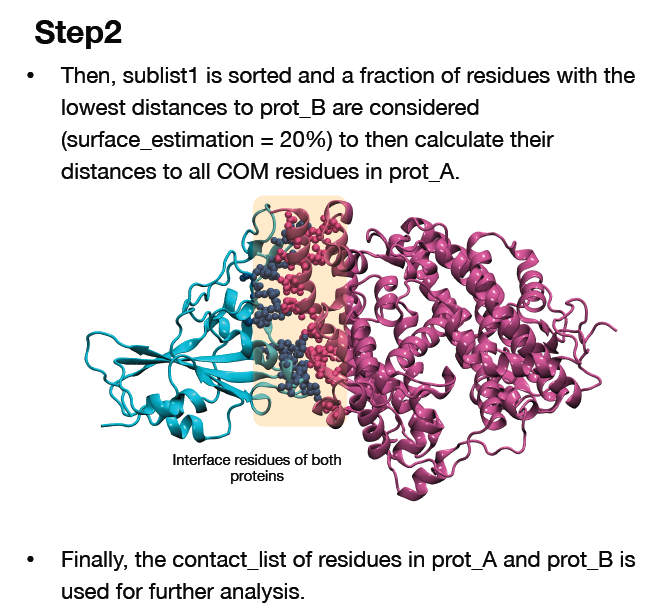 Step2
• Then, sublist1 is sorted and a fraction of residues with the
lowest distances to prot_B are considered
(surface_estimation = 20%) to then calculate their
distances to all COM residues in prot_A.
Interface residues of both
proteins
• Finally, the contact_list of residues in prot_A and prot_B is
used for further analysis.